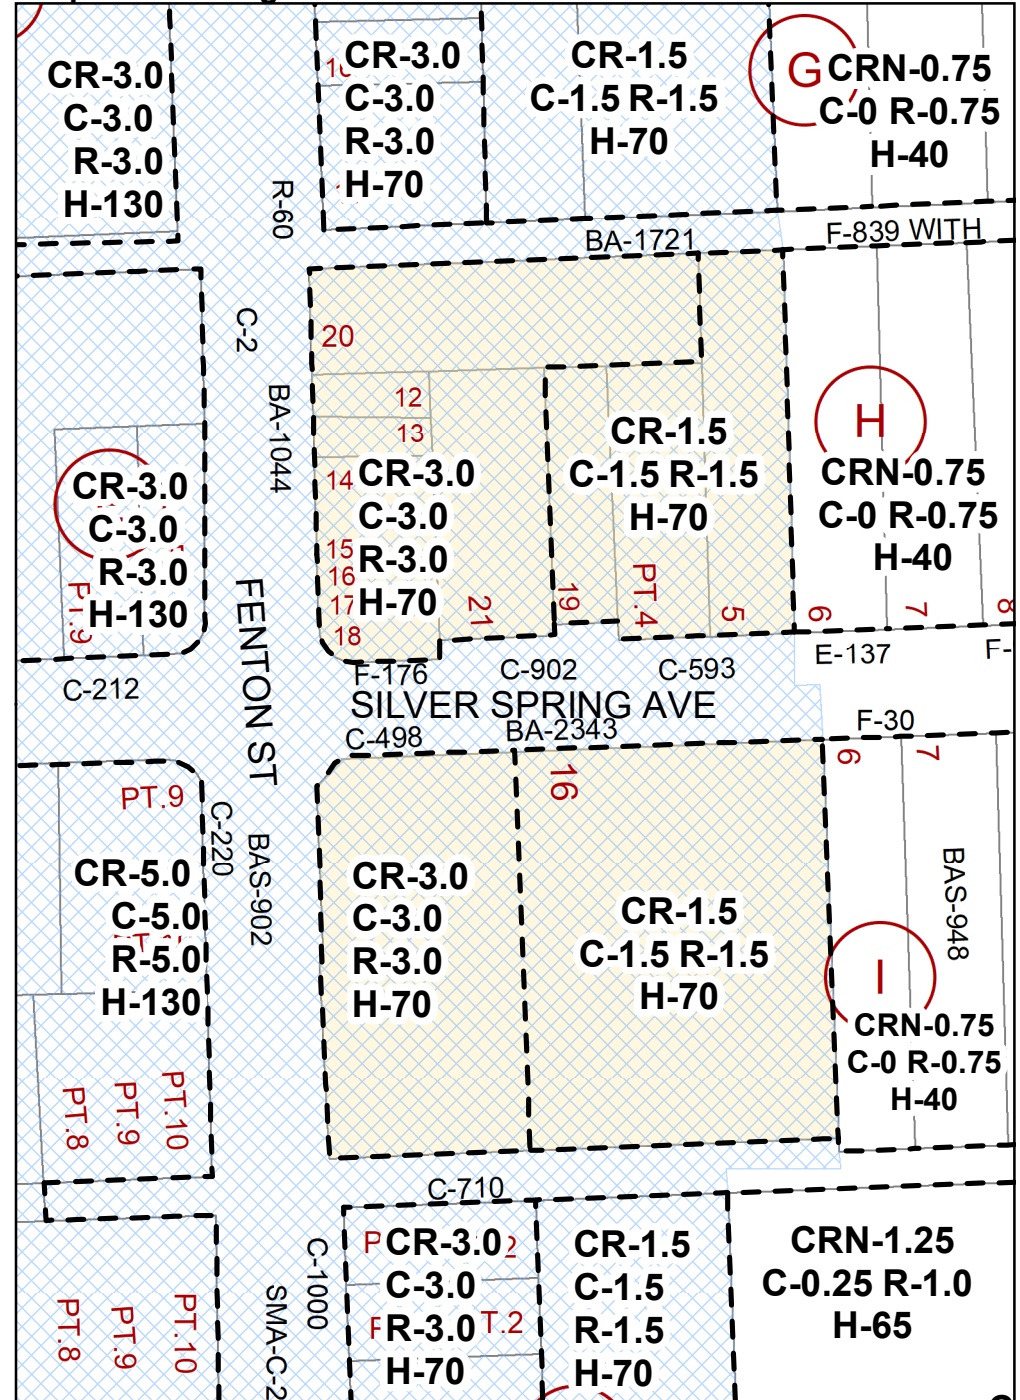 CR-3.0
C-3.0
R-3.0
H-130
CR-3.0
C-3.0
R-3.0
H-70
CR-1.5
C-1.5 R-1.5
H-70
G
CRN-0.75
C-0 R-0.75
H-40
R-60
BA-1721
F-839 WITH
C-2
BA-1044
20
12
13
14
15
16
17
18
CR-3.0
C-3.0
R-3.0
H-70
21
19
CR-1.5
C-1.5 R-1.5
H-70
PT.4
5
H
CRN-0.75
C-0 R-0.75
H-40
6
7
8
CR-3.0
C-3.0
R-3.0
H-130
PT.9
C-212
FENTON ST
F-176
C-902
C-593
E-137
F-
SILVER SPRING AVE
C-498
BA-2343
F-30
PT.9
C-220
BAS-902
CR-5.0
C-5.0
R-5.0
H-130
PT.8
PT.9
PT.10
16
CR-3.0
C-3.0
R-3.0
H-70
CR-1.5
C-1.5 R-1.5
H-70
6
7
BAS-948
I
CRN-0.75
C-0 R-0.75
H-40
C-710
C-1000
SMA-C-2
PT.8
PT.9
PT.10
CR-3.0
C-3.0
R-3.0
H-70
T.2
CR-1.5
C-1.5
R-1.5
H-70
CRN-1.25
C-0.25 R-1.0
H-65